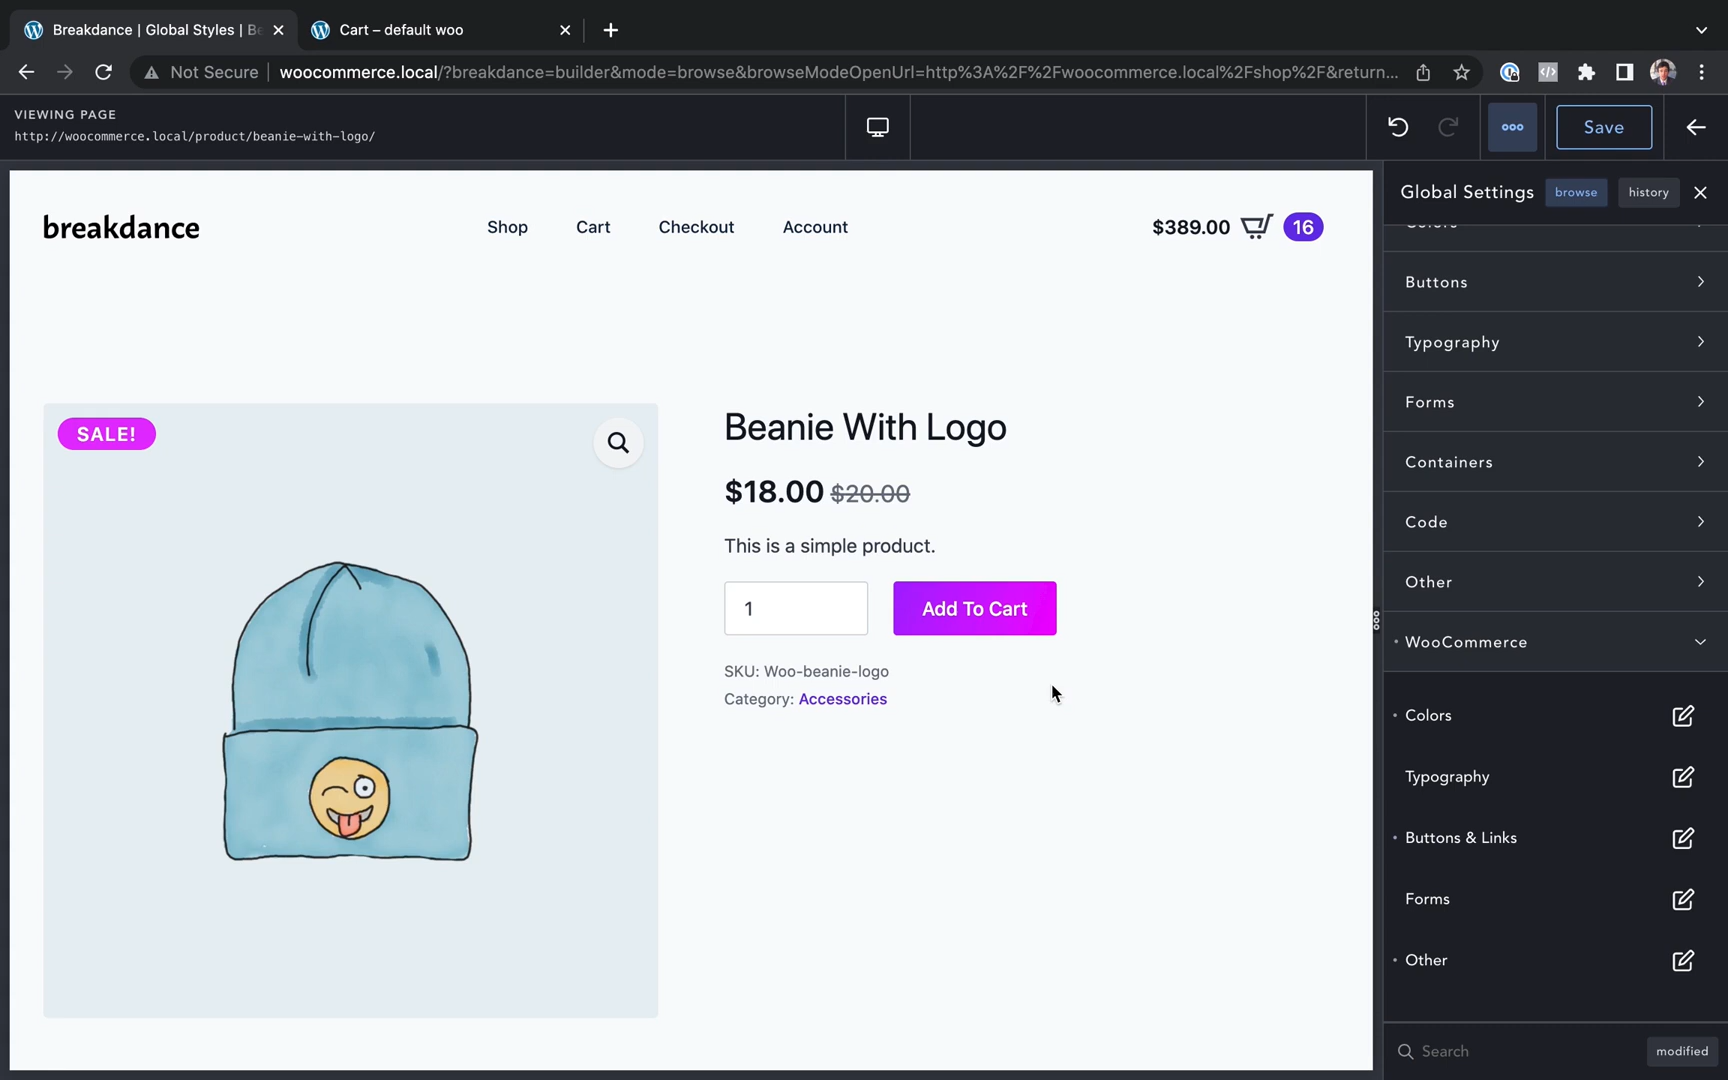 Breakdance | Global Styles | Be
Cart – default woo
Not Secure
woocommerce.local/?breakdance=builder&mode=browse&browseModeOpenUrl=http%3A%2F%2Fwoocommerce.local%2Fshop%2F&return...
VIEWING PAGE
http://woocommerce.local/product/beanie-with-logo/
Save
Global Settings
browse
history
breakdance
Shop
Cart
Checkout
Account
$389.00
16
SALE!
Beanie With Logo
$18.00 $20.00
This is a simple product.
1
Add To Cart
SKU: Woo-beanie-logo
Category: Accessories
Colors
Buttons
Typography
Forms
Containers
Code
Other
WooCommerce
Colors
Typography
Buttons & Links
Forms
Other
Search
modified